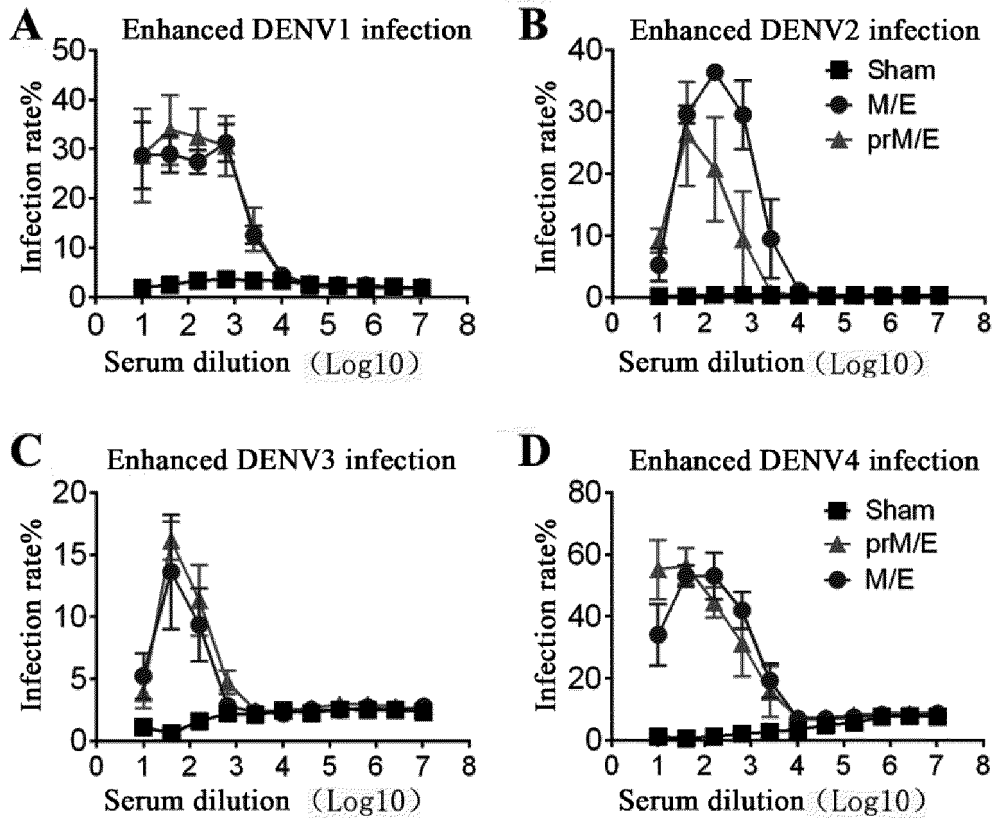 A Enhanced DENV1 infection
Infection rate%
50
40
30
20
10
0
0 1 2 3 4 5 6 7 8
Serum dilution （Log10）
B Enhanced DENV2 infection
Infection rate%
40
30
20
10
0
Sham
M/E
prM/E
0 1 2 3 4 5 6 7 8
Serum dilution （Log10）
C Enhanced DENV3 infection
Infection rate%
20
15
10
5
0
0 1 2 3 4 5 6 7 8
Serum dilution （Log10）
D Enhanced DENV4 infection
Infection rate%
80
60
40
20
0
Sham
prM/E
M/E
0 1 2 3 4 5 6 7 8
Serum dilution （Log10）